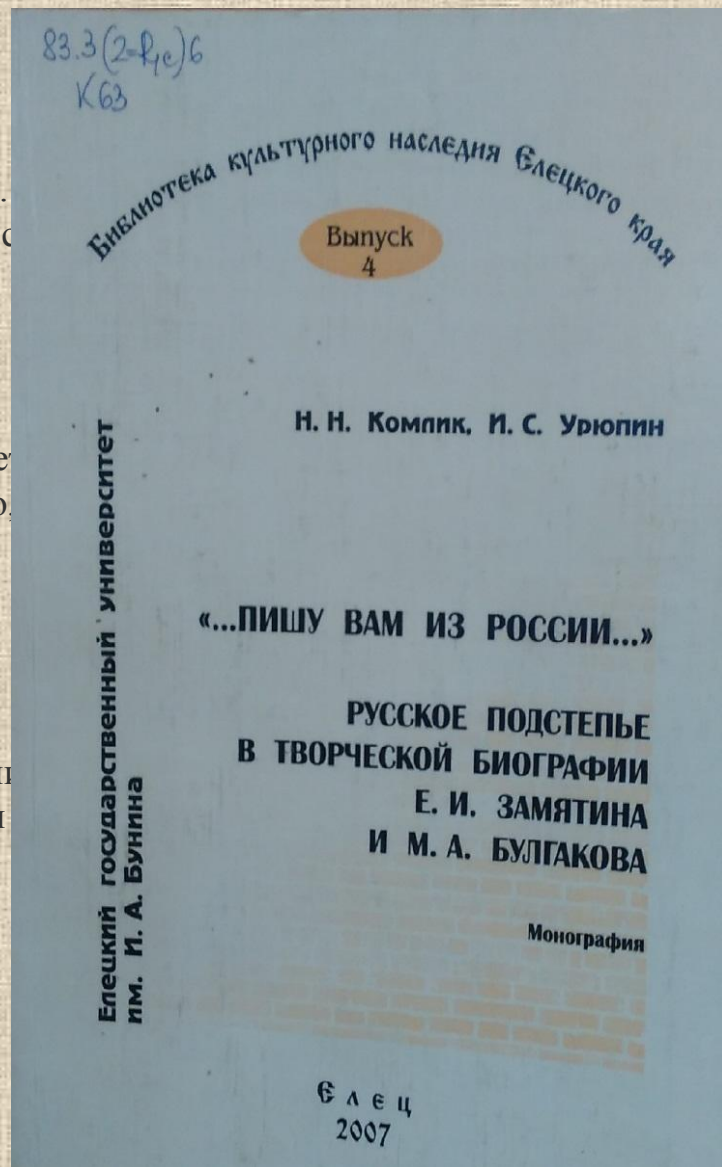 83.3(2=Рус)6
К63
Библиотека культурного наследия Елецкого края
Выпуск
4
Н. Н. Комлик, И. С. Урюпин
Елецкий государственный университет
им. И. А. Бунина
«...ПИШУ ВАМ ИЗ РОССИИ...»
РУССКОЕ ПОДСТЕПЬЕ
В ТВОРЧЕСКОЙ БИОГРАФИИ
Е. И. ЗАМЯТИНА
И М. А. БУЛГАКОВА
Монография
Елец
2007